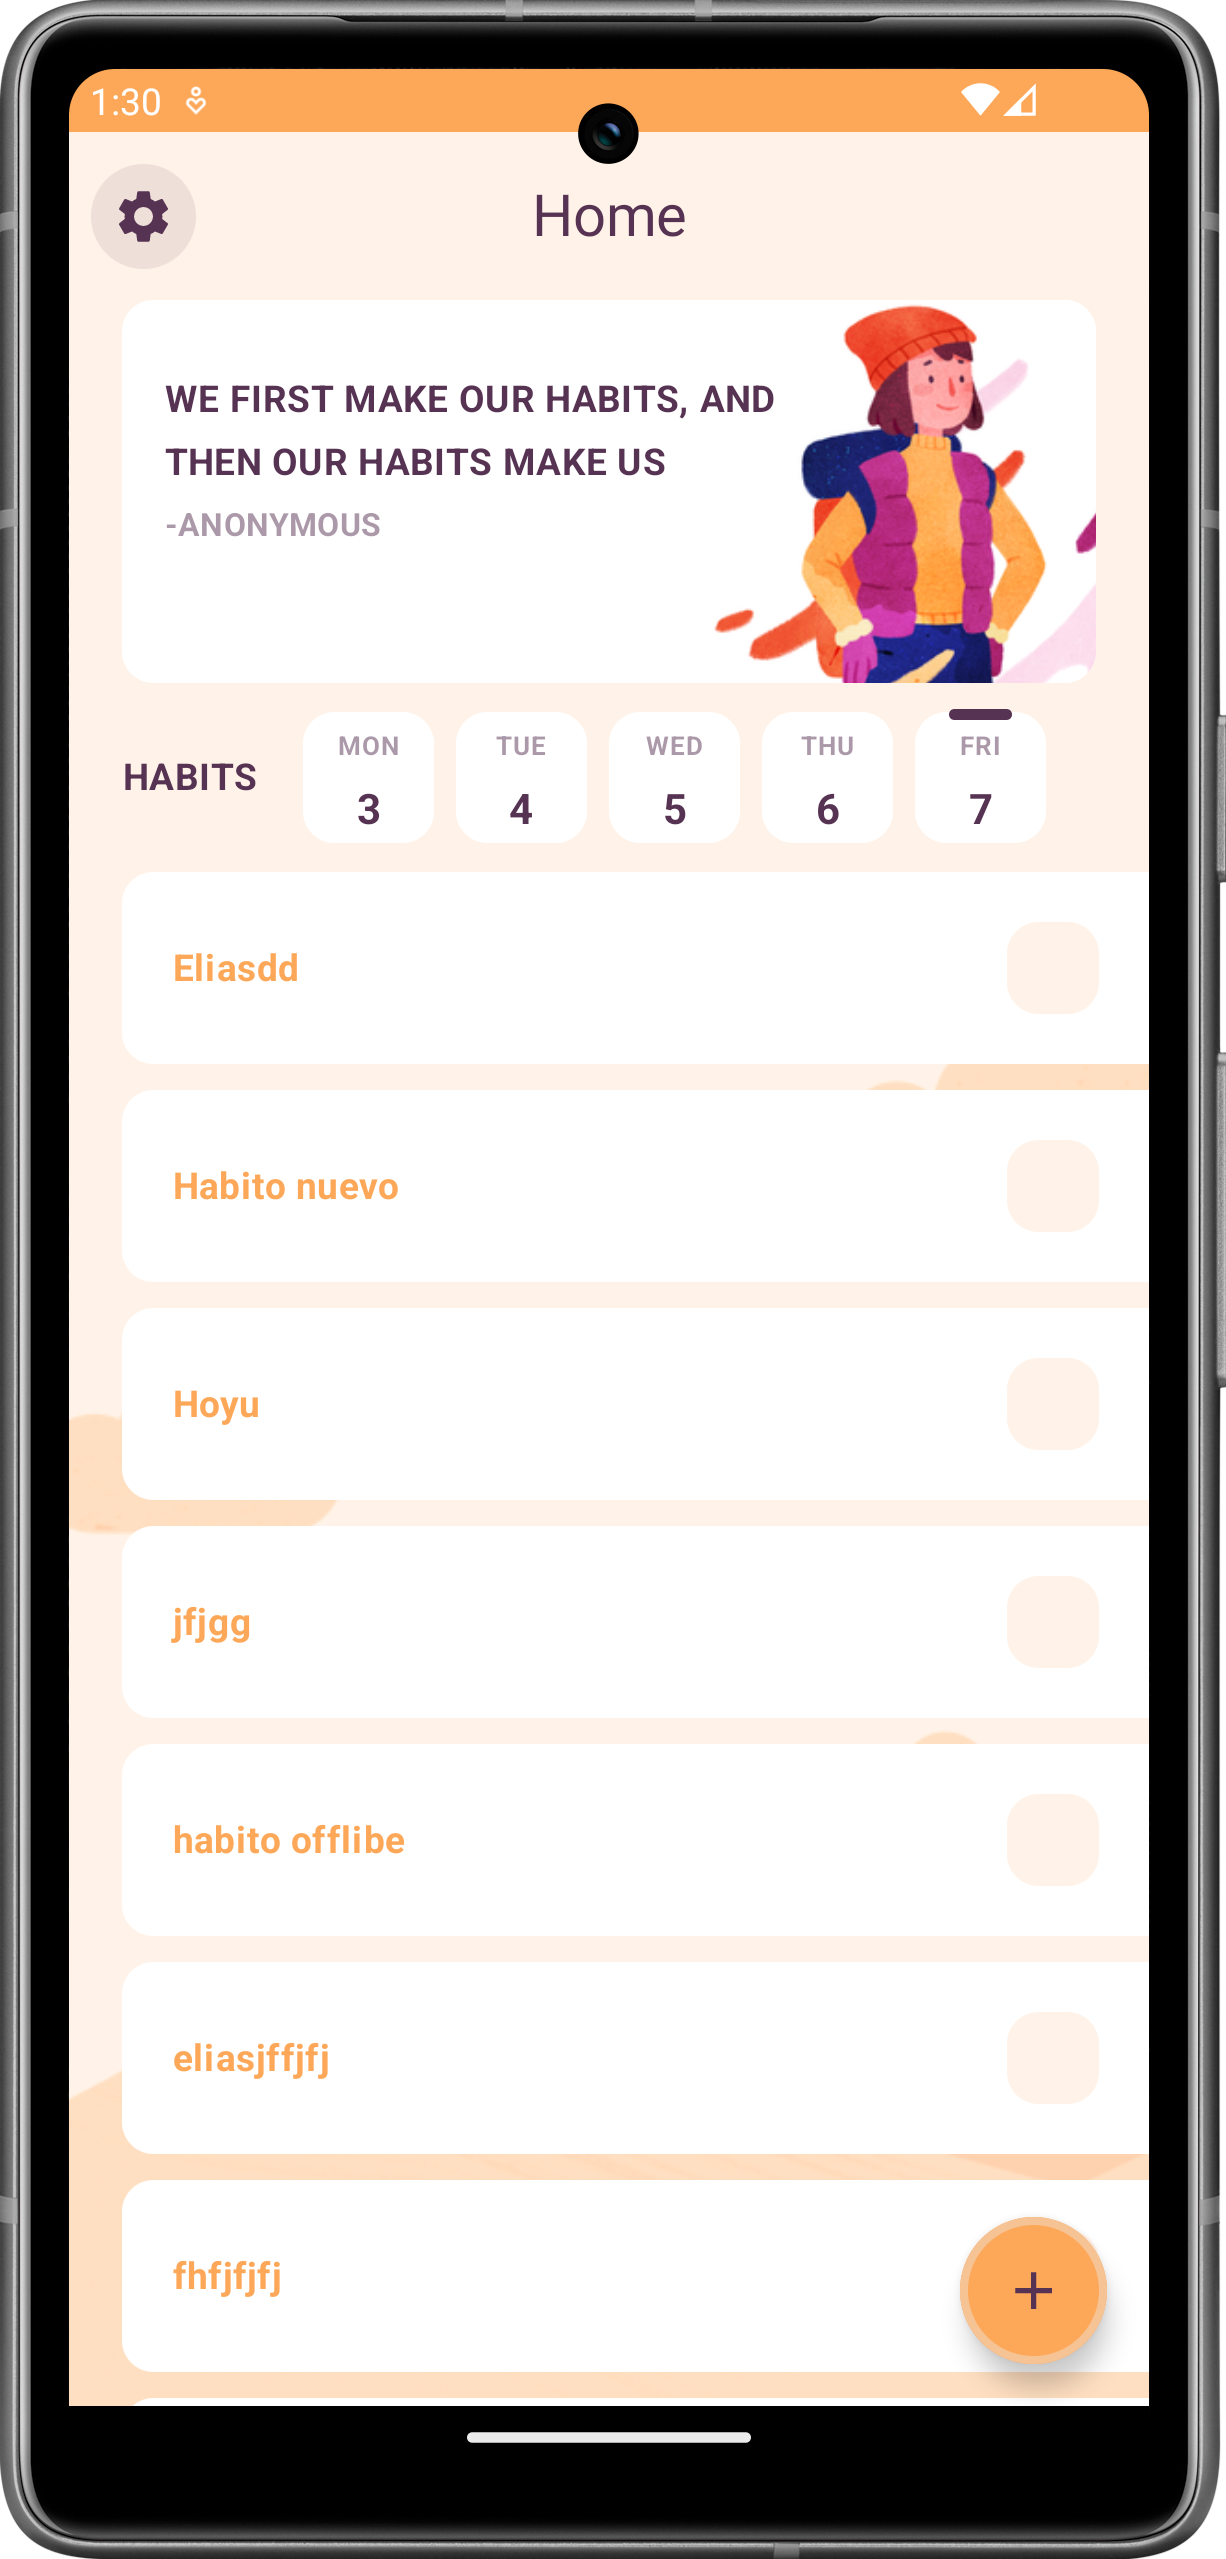 1:30
Home
WE FIRST MAKE OUR HABITS, AND
THEN OUR HABITS MAKE US
-ANONYMOUS
HABITS
MON TUE WED THU FRI
3 4 5 6 7
Eliasdd
Habito nuevo
Hoyu
jfjgg
habito offlibe
eliasjffjfj
fhfjfjfj